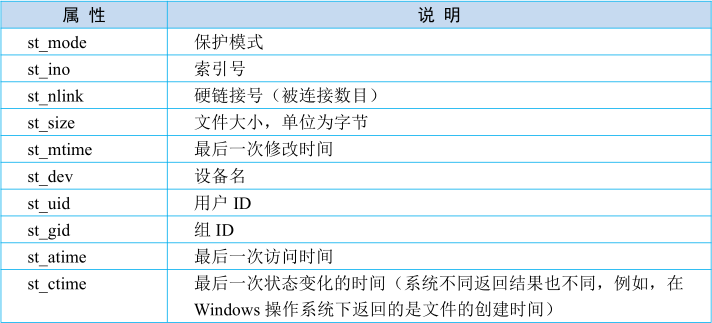 属 性 说 明
st_mode 保护模式
st_ino 索引号
st_nlink 硬链接号（被连接数目）
st_size 文件大小，单位为字节
st_mtime 最后一次修改时间
st_dev 设备名
st_uid 用户 ID
st_gid 组 ID
st_atime 最后一次访问时间
st_ctime 最后一次状态变化的时间（系统不同返回结果也不同，例如，在
Windows 操作系统下返回的是文件的创建时间）